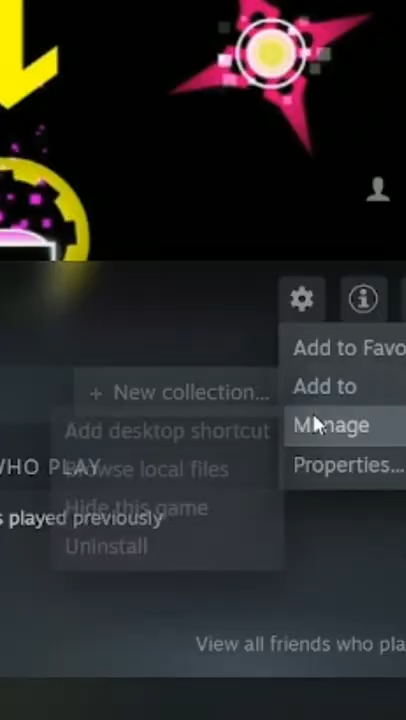 Add to Favo
Add to
+ New collection...
Manage
Add desktop shortcut
Properties...
Browse local files
WHO PLAY
Hide this game
s played previously
Uninstall
View all friends who pla